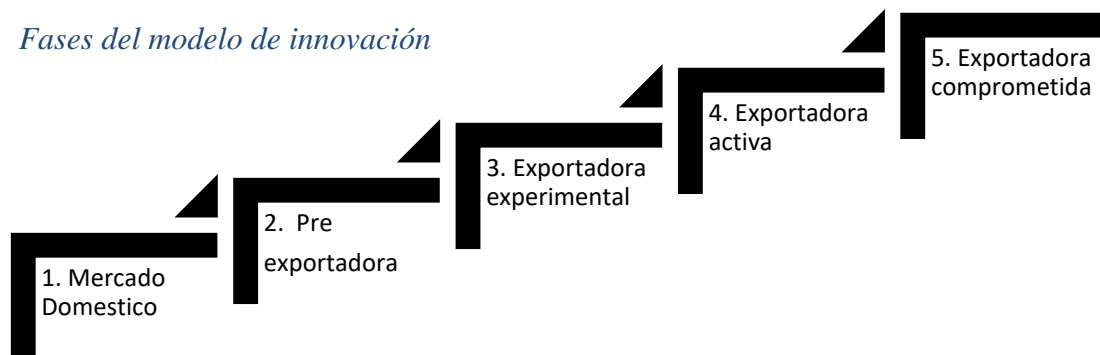 Fases del modelo de innovación
1. Mercado
Domestico
2. Pre
exportadora
3. Exportadora
experimental
4. Exportadora
activa
5. Exportadora
comprometida